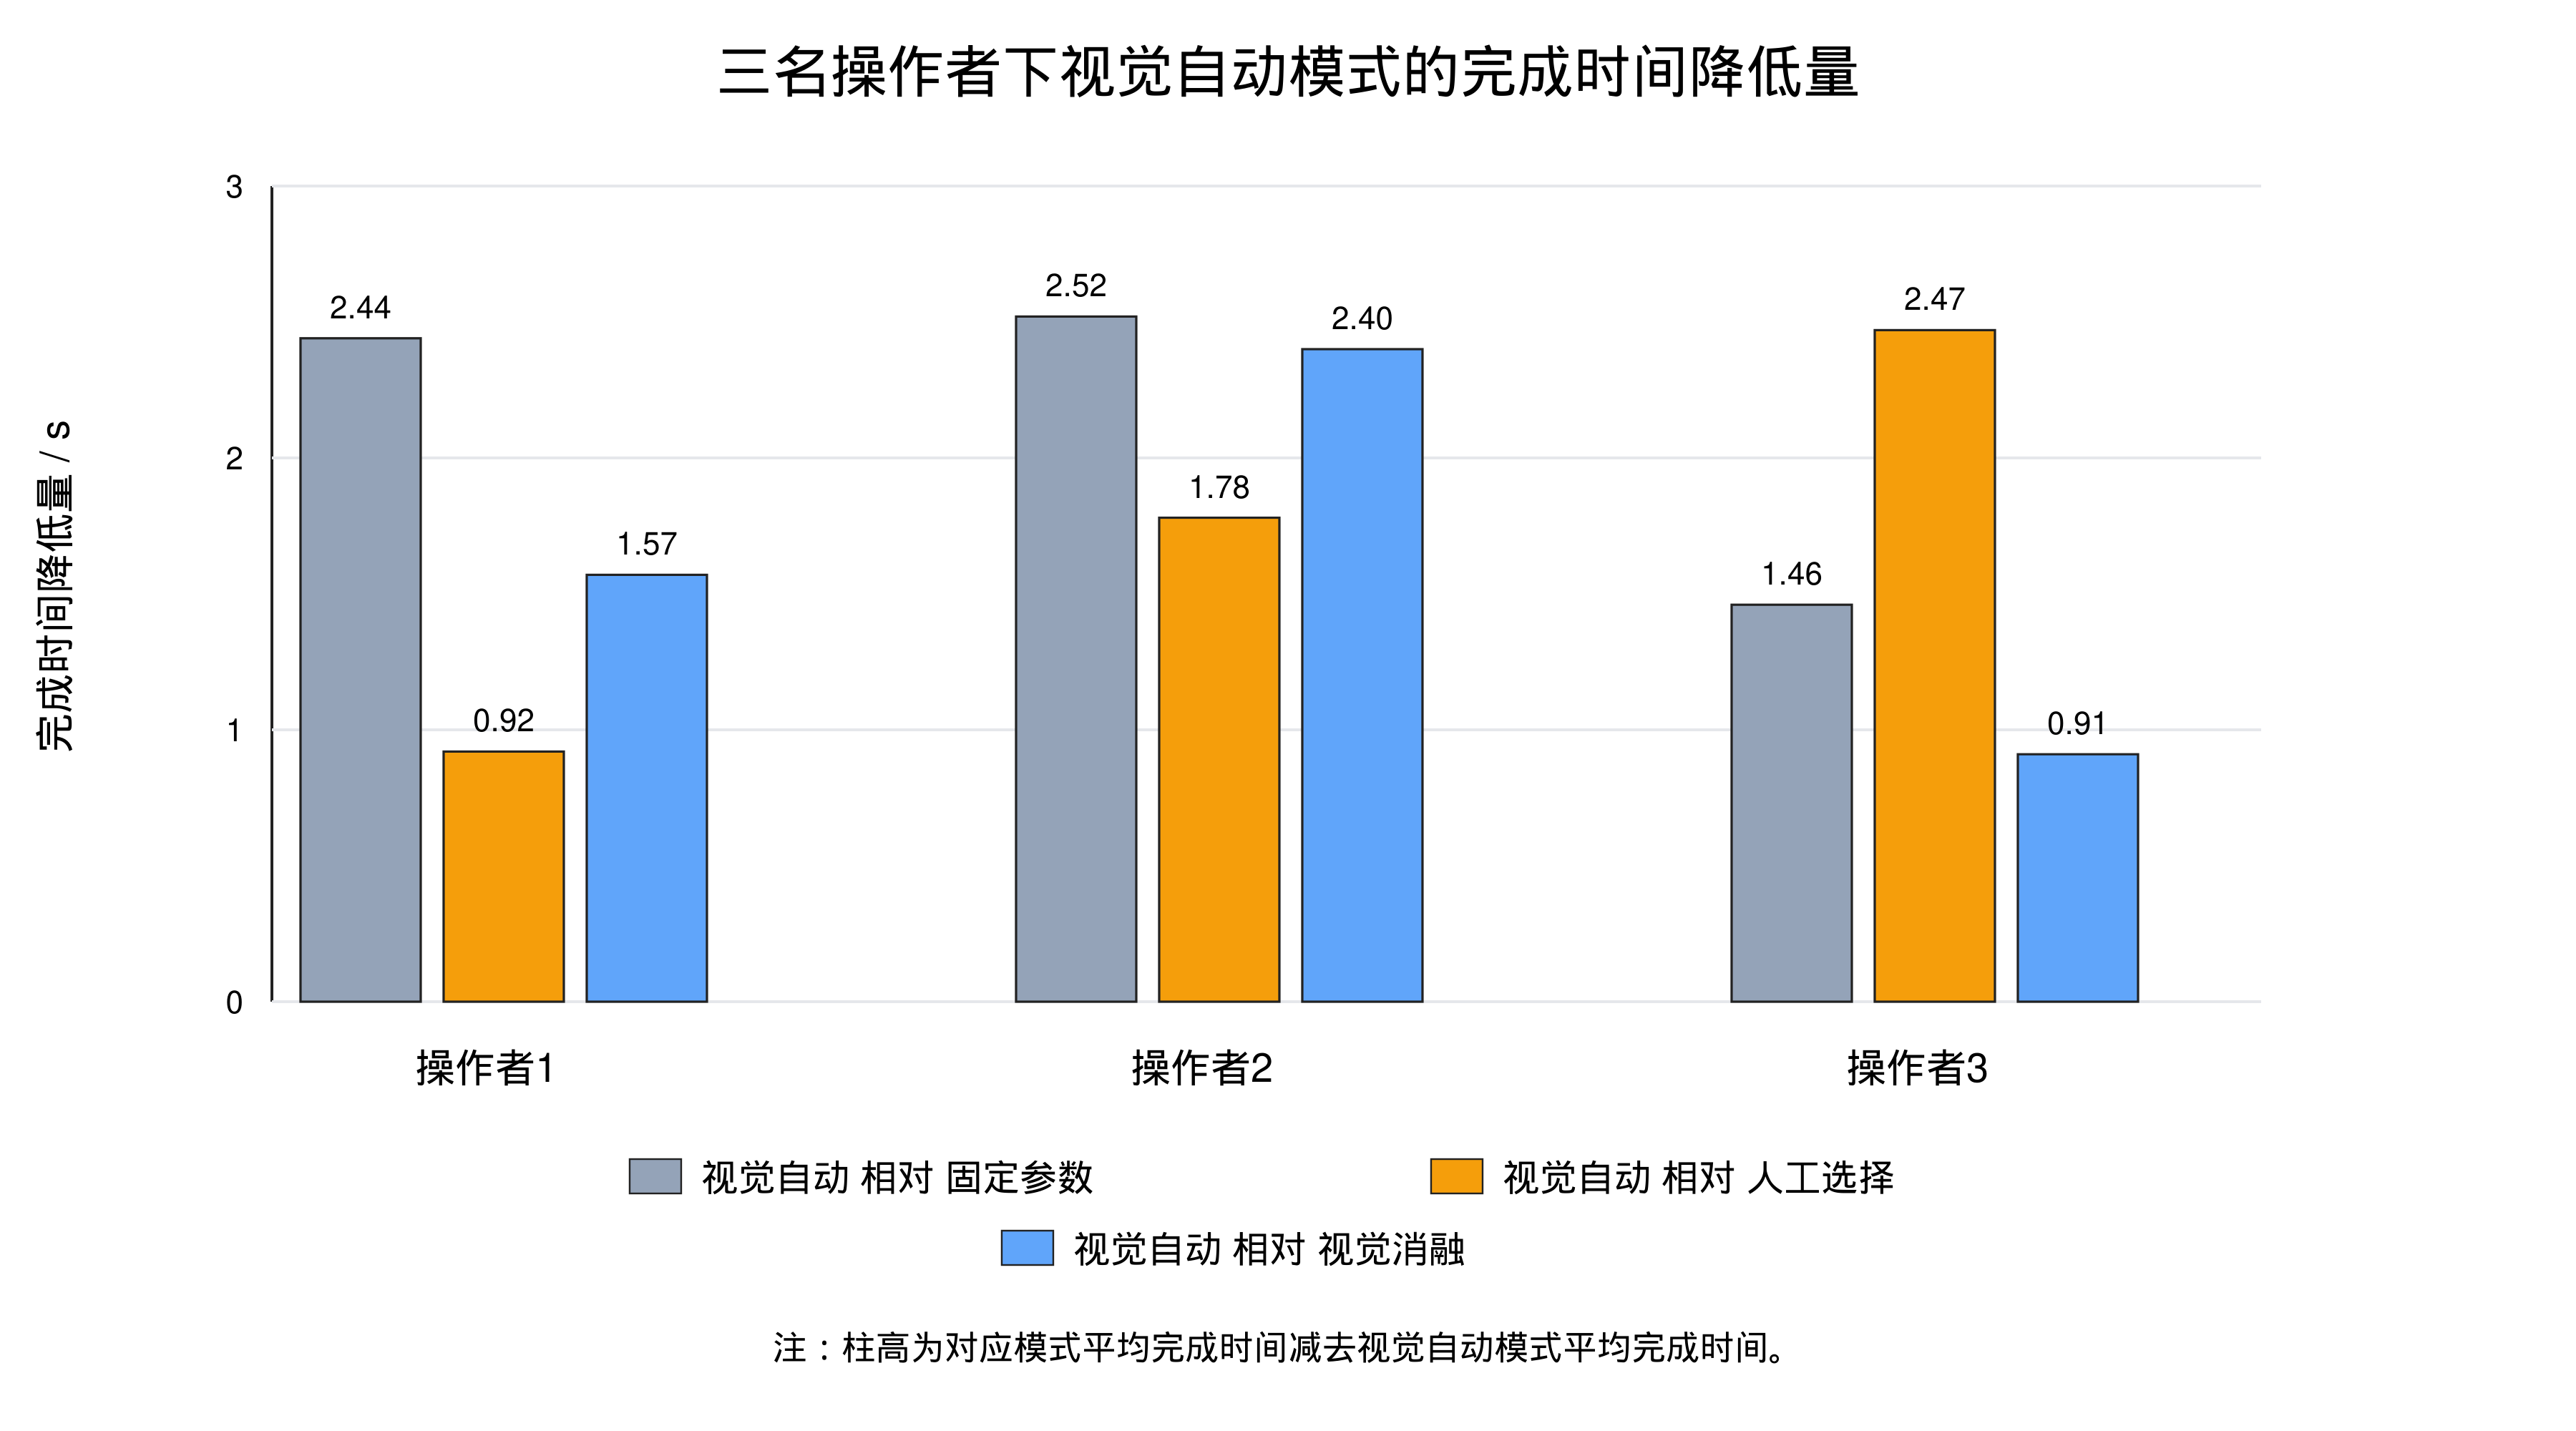 三名操作者下视觉自动模式的完成时间降低量
完成时间降低量 / s
3
2
1
0
2.44
0.92
1.57
2.52
1.78
2.40
1.46
2.47
0.91
操作者1
操作者2
操作者3
视觉自动 相对 固定参数
视觉自动 相对 人工选择
视觉自动 相对 视觉消融
注：柱高为对应模式平均完成时间减去视觉自动模式平均完成时间。